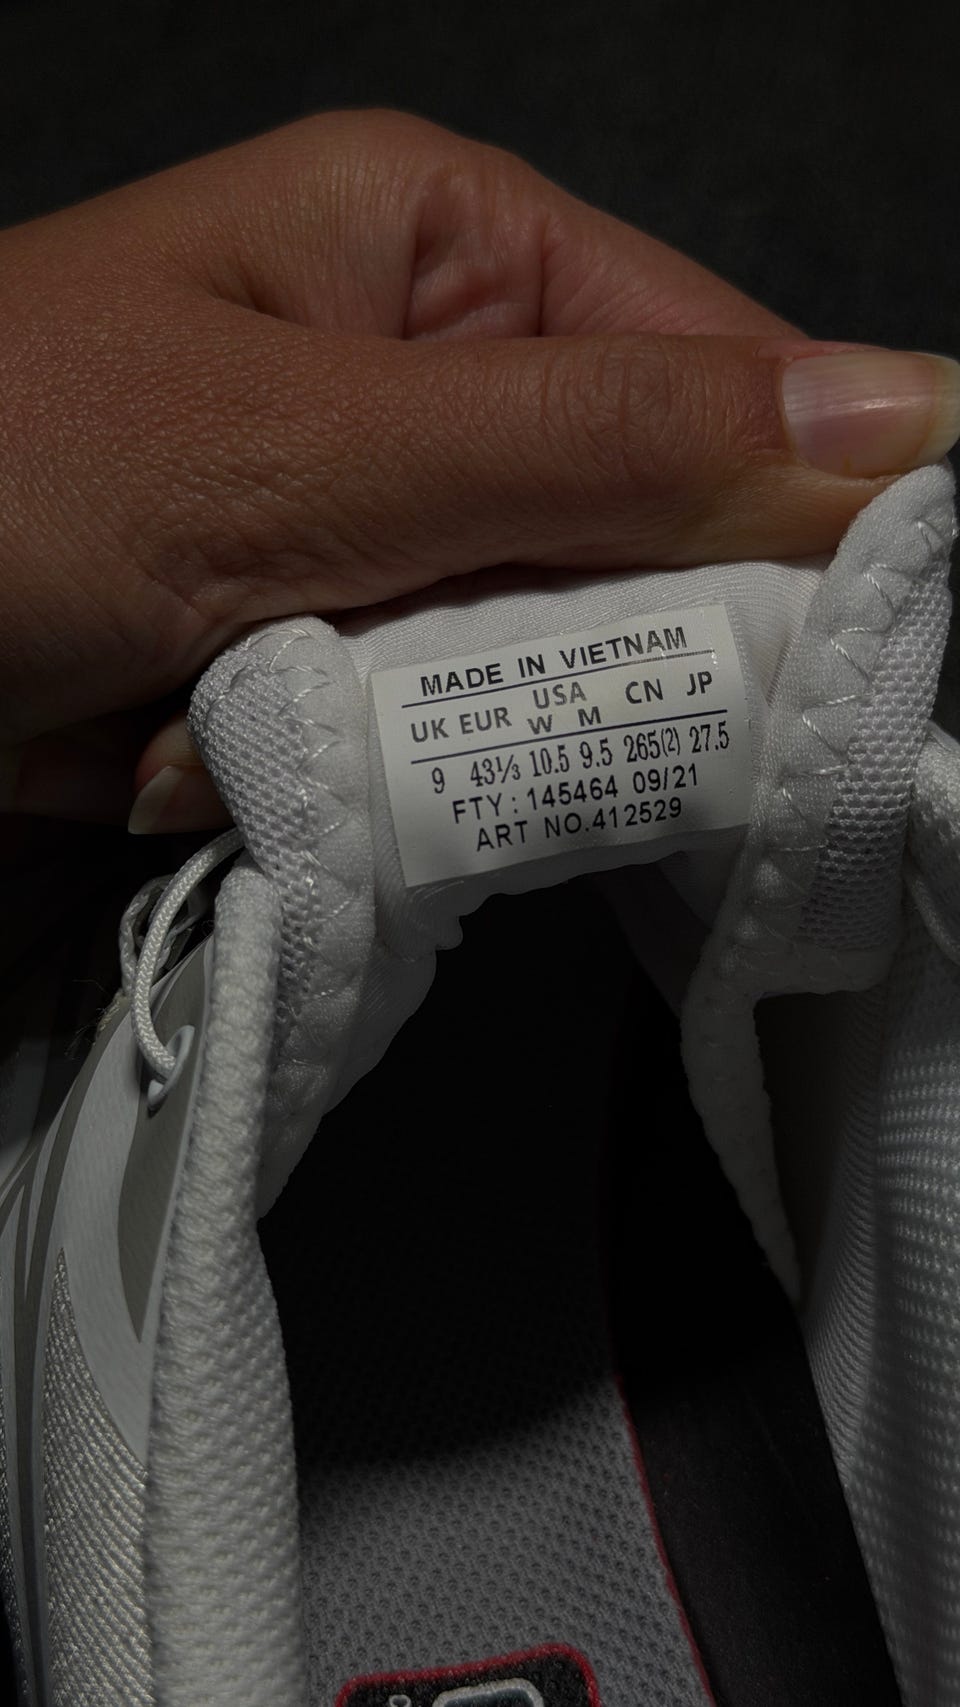 MADE IN VIETNAM
USA CN JP
UK EUR W M
9 43⅓ 10.5 9.5 265(2) 27.5
FTY : 145464 09/21
ART NO.412529